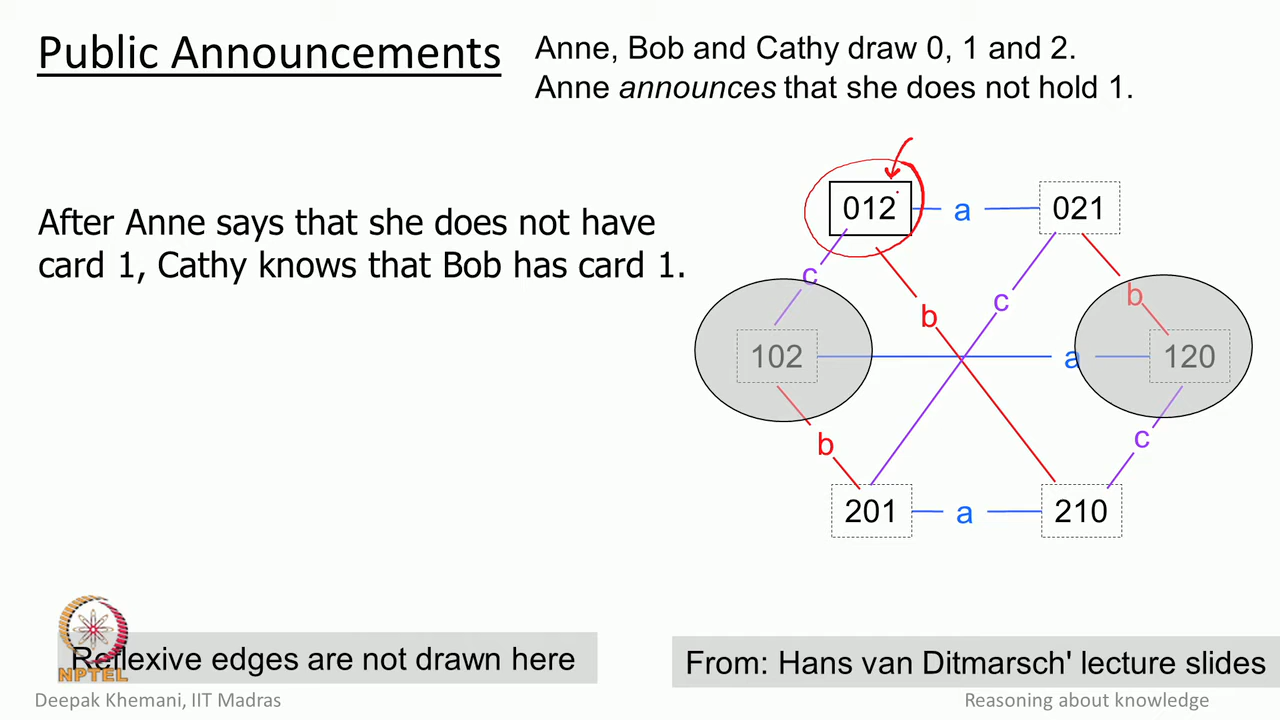 Public Announcements
Anne, Bob and Cathy draw 0, 1 and 2.
Anne announces that she does not hold 1.
After Anne says that she does not have
card 1, Cathy knows that Bob has card 1.
012 a 021
c
b c b
102 a 120
b c
201 a 210
Reflexive edges are not drawn here
NPTEL
From: Hans van Ditmarsch' lecture slides
Deepak Khemani, IIT Madras
Reasoning about knowledge